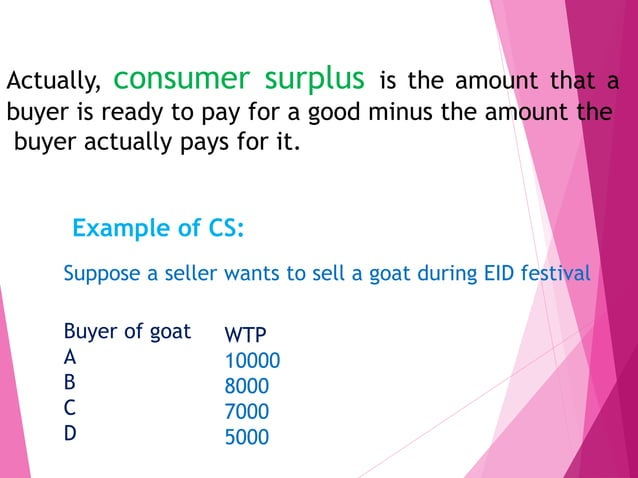 Actually, consumer surplus is the amount that a
buyer is ready to pay for a good minus the amount the
buyer actually pays for it.
Example of CS:
Suppose a seller wants to sell a goat during EID festival
Buyer of goat WTP
A 10000
B 8000
C 7000
D 5000